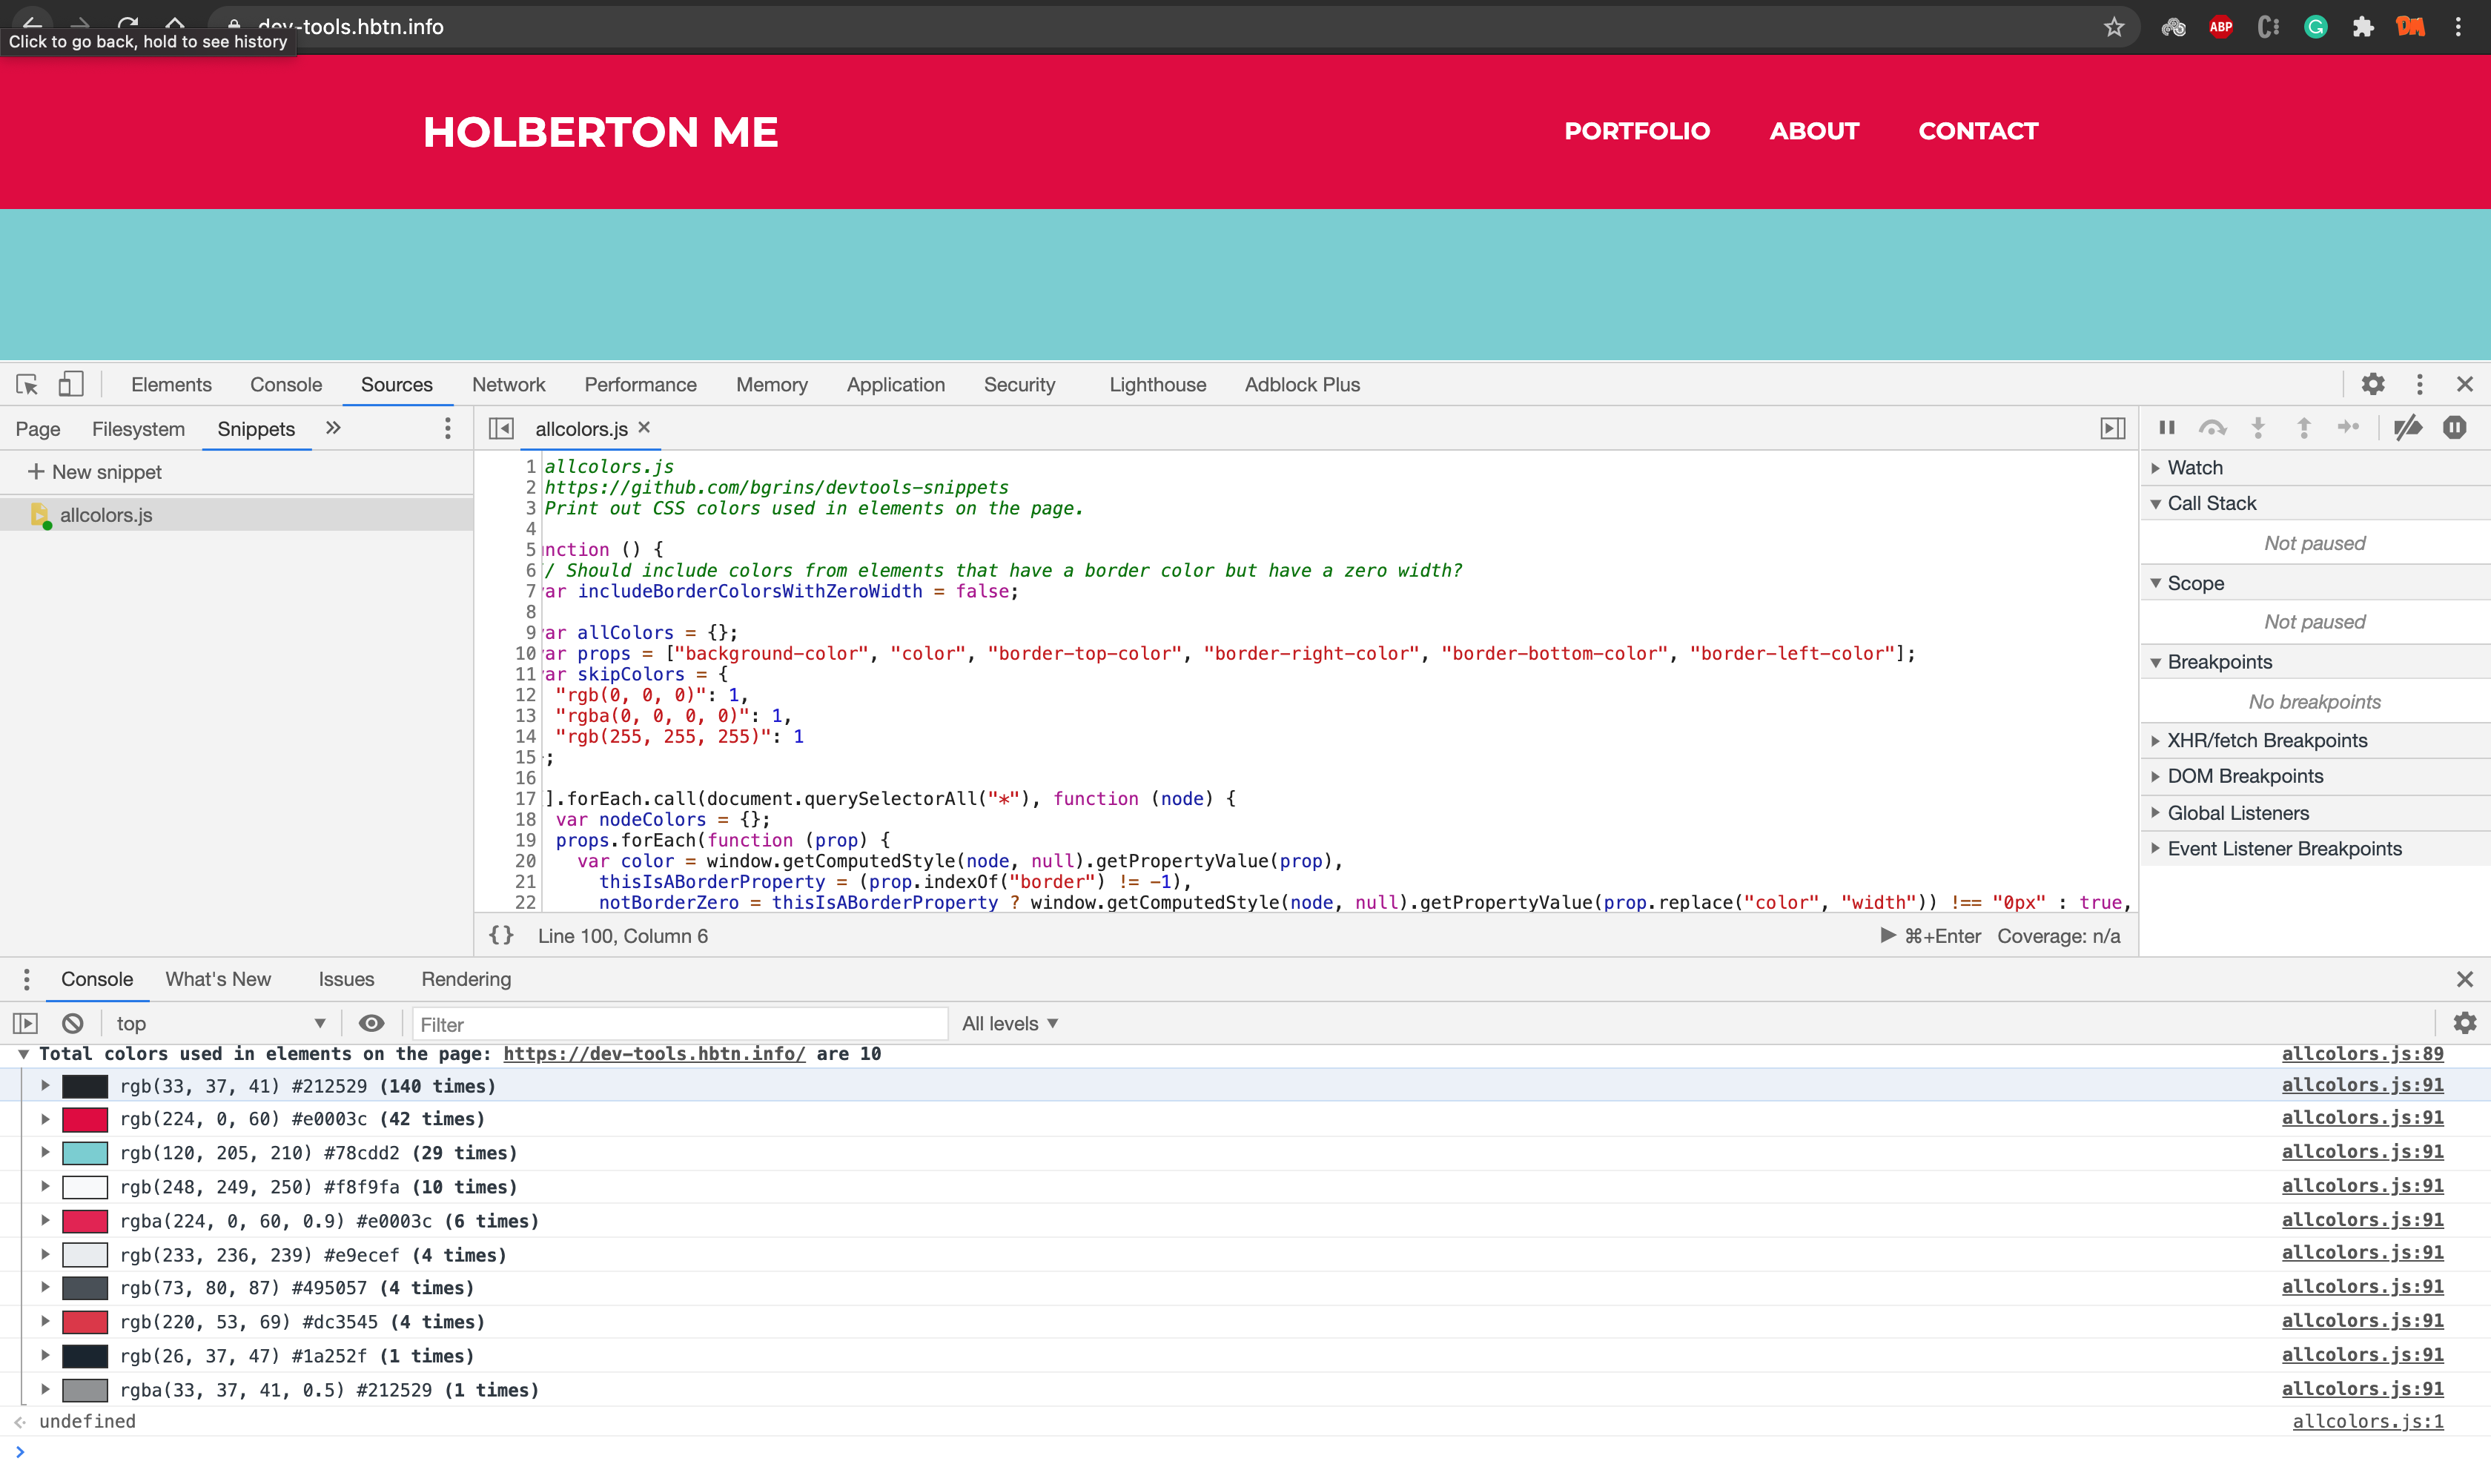 dev-tools.hbtn.info
Click to go back, hold to see history
ABP
HOLBERTON ME
PORTFOLIO ABOUT CONTACT
Elements Console Sources Network Performance Memory Application Security Lighthouse Adblock Plus
Page Filesystem Snippets »
allcolors.js ×
+ New snippet
allcolors.js
1 allcolors.js
2 https://github.com/bgrins/devtools-snippets
3 Print out CSS colors used in elements on the page.
4
5 nction () {
6 / Should include colors from elements that have a border color but have a zero width?
7 ar includeBorderColorsWithZeroWidth = false;
8
9 ar allColors = {};
10 ar props = ["background-color", "color", "border-top-color", "border-right-color", "border-bottom-color", "border-left-color"];
11 ar skipColors = {
12 "rgb(0, 0, 0)": 1,
13 "rgba(0, 0, 0, 0)": 1,
14 "rgb(255, 255, 255)": 1
15 ;
16
17 ].forEach.call(document.querySelectorAll("*"), function (node) {
18 var nodeColors = {};
19 props.forEach(function (prop) {
20 var color = window.getComputedStyle(node, null).getPropertyValue(prop),
21 thisIsABorderProperty = (prop.indexOf("border") != -1),
22 notBorderZero = thisIsABorderProperty ? window.getComputedStyle(node, null).getPropertyValue(prop.replace("color", "width")) !== "0px" : true,
{} Line 100, Column 6
⌘+Enter Coverage: n/a
Watch
Call Stack
Not paused
Scope
Not paused
Breakpoints
No breakpoints
XHR/fetch Breakpoints
DOM Breakpoints
Global Listeners
Event Listener Breakpoints
Console What's New Issues Rendering
top Filter All levels
Total colors used in elements on the page: https://dev-tools.hbtn.info/ are 10 allcolors.js:89
rgb(33, 37, 41) #212529 (140 times) allcolors.js:91
rgb(224, 0, 60) #e0003c (42 times) allcolors.js:91
rgb(120, 205, 210) #78cdd2 (29 times) allcolors.js:91
rgb(248, 249, 250) #f8f9fa (10 times) allcolors.js:91
rgba(224, 0, 60, 0.9) #e0003c (6 times) allcolors.js:91
rgb(233, 236, 239) #e9ecef (4 times) allcolors.js:91
rgb(73, 80, 87) #495057 (4 times) allcolors.js:91
rgb(220, 53, 69) #dc3545 (4 times) allcolors.js:91
rgb(26, 37, 47) #1a252f (1 times) allcolors.js:91
rgba(33, 37, 41, 0.5) #212529 (1 times) allcolors.js:91
undefined allcolors.js:1